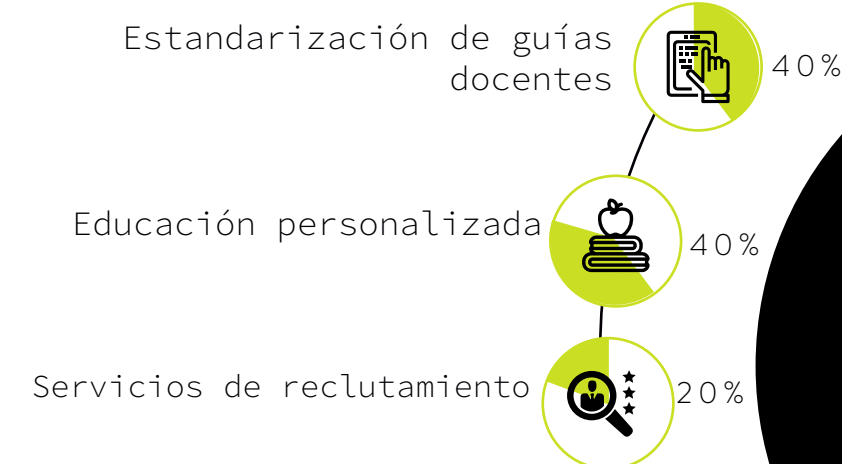 Estandarización de guías
docentes
40%
Educación personalizada
40%
Servicios de reclutamiento
20%